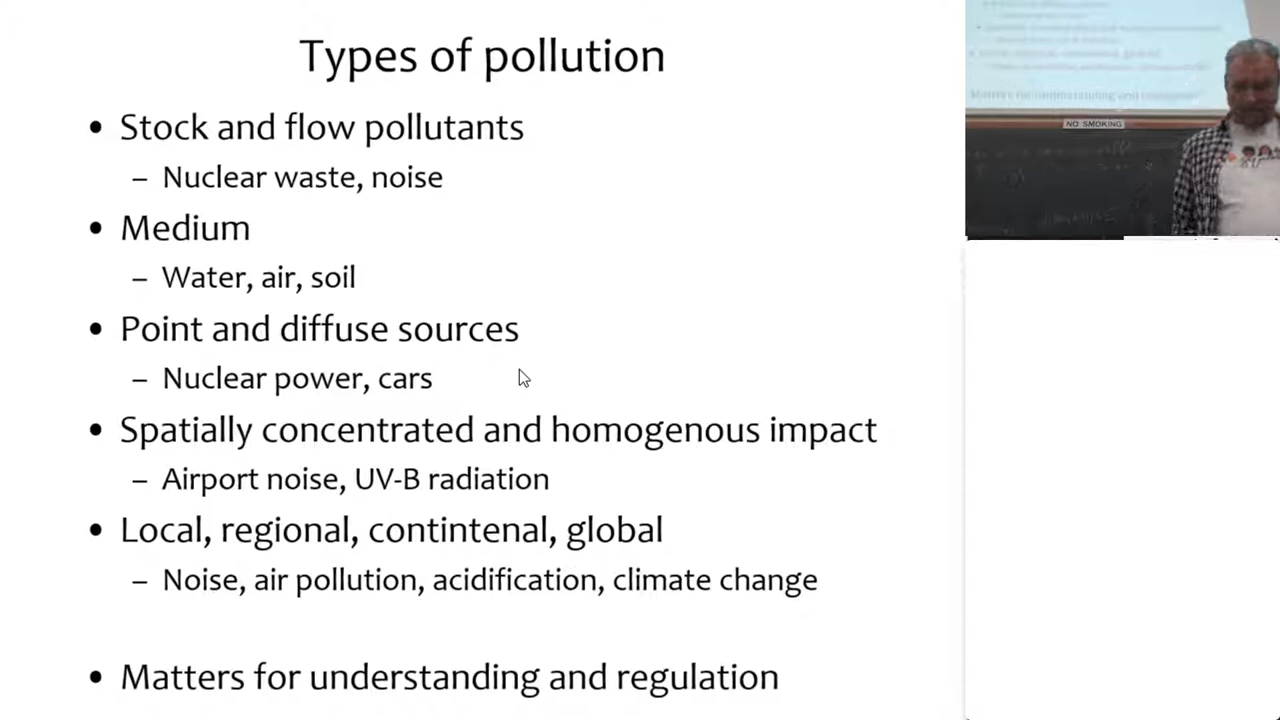 Types of pollution
• Stock and flow pollutants
– Nuclear waste, noise
• Medium
– Water, air, soil
• Point and diffuse sources
– Nuclear power, cars
• Spatially concentrated and homogenous impact
– Airport noise, UV-B radiation
• Local, regional, contintenal, global
– Noise, air pollution, acidification, climate change
• Matters for understanding and regulation
NO SMOKING